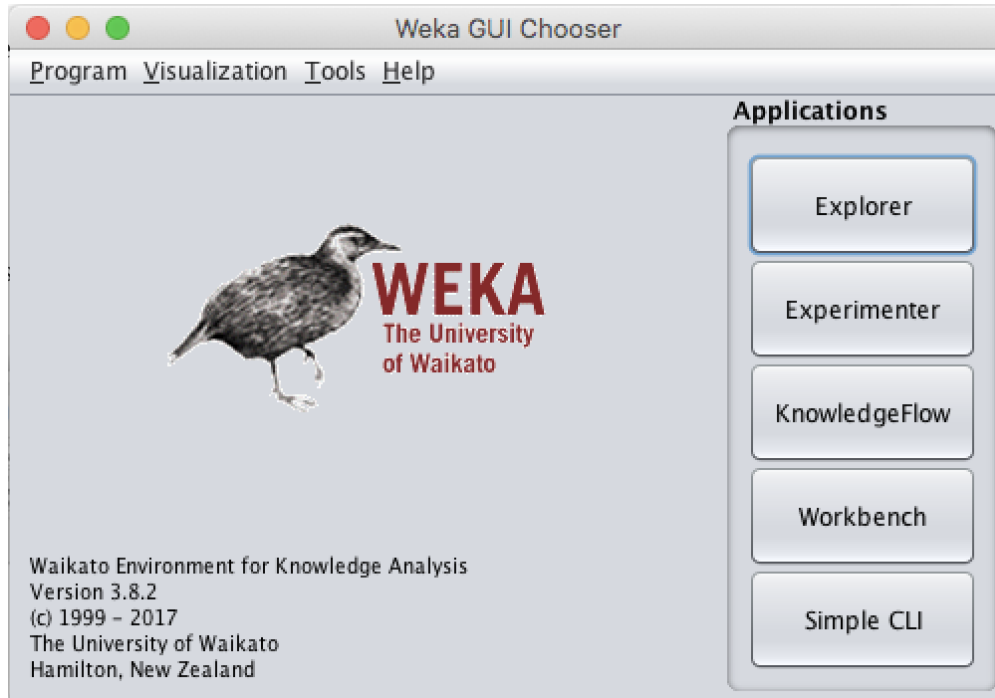 Weka GUI Chooser
Program Visualization Tools Help
Applications
Explorer
Experimenter
KnowledgeFlow
Workbench
Simple CLI
WEKA
The University
of Waikato
Waikato Environment for Knowledge Analysis
Version 3.8.2
(c) 1999 – 2017
The University of Waikato
Hamilton, New Zealand